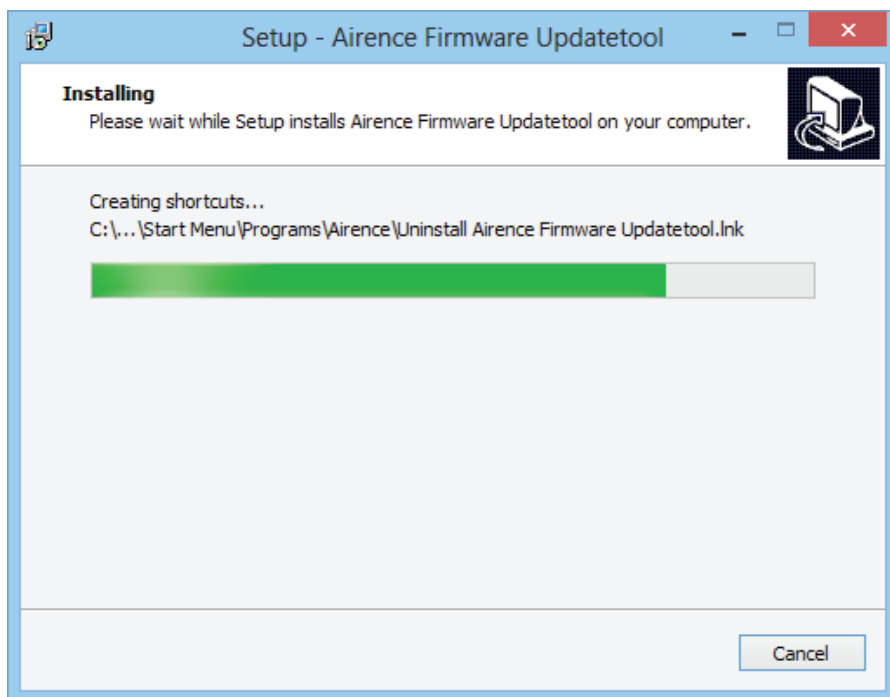 Setup - Airence Firmware Updatetool
Installing
Please wait while Setup installs Airence Firmware Updatetool on your computer.
Creating shortcuts...
C:\...\Start Menu\Programs\Airence\Uninstall Airence Firmware Updatetool.lnk
Cancel